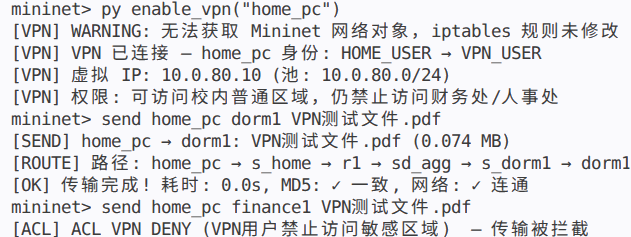 mininet> py enable_vpn("home_pc")
[VPN] WARNING: 无法获取 Mininet 网络对象, iptables 规则未修改
[VPN] VPN 已连接 — home_pc 身份: HOME_USER → VPN_USER
[VPN] 虚拟 IP: 10.0.80.10 (池: 10.0.80.0/24)
[VPN] 权限: 可访问校内普通区域, 仍禁止访问财务处/人事处
mininet> send home_pc dorm1 VPN测试文件.pdf
[SEND] home_pc → dorm1: VPN测试文件.pdf (0.074 MB)
[ROUTE] 路径: home_pc → s_home → r1 → sd_agg → s_dorm1 → dorm1
[OK] 传输完成! 耗时: 0.0s, MD5: ✓ 一致, 网络: ✓ 连通
mininet> send home_pc finance1 VPN测试文件.pdf
[ACL] ACL VPN DENY (VPN用户禁止访问敏感区域) — 传输被拦截